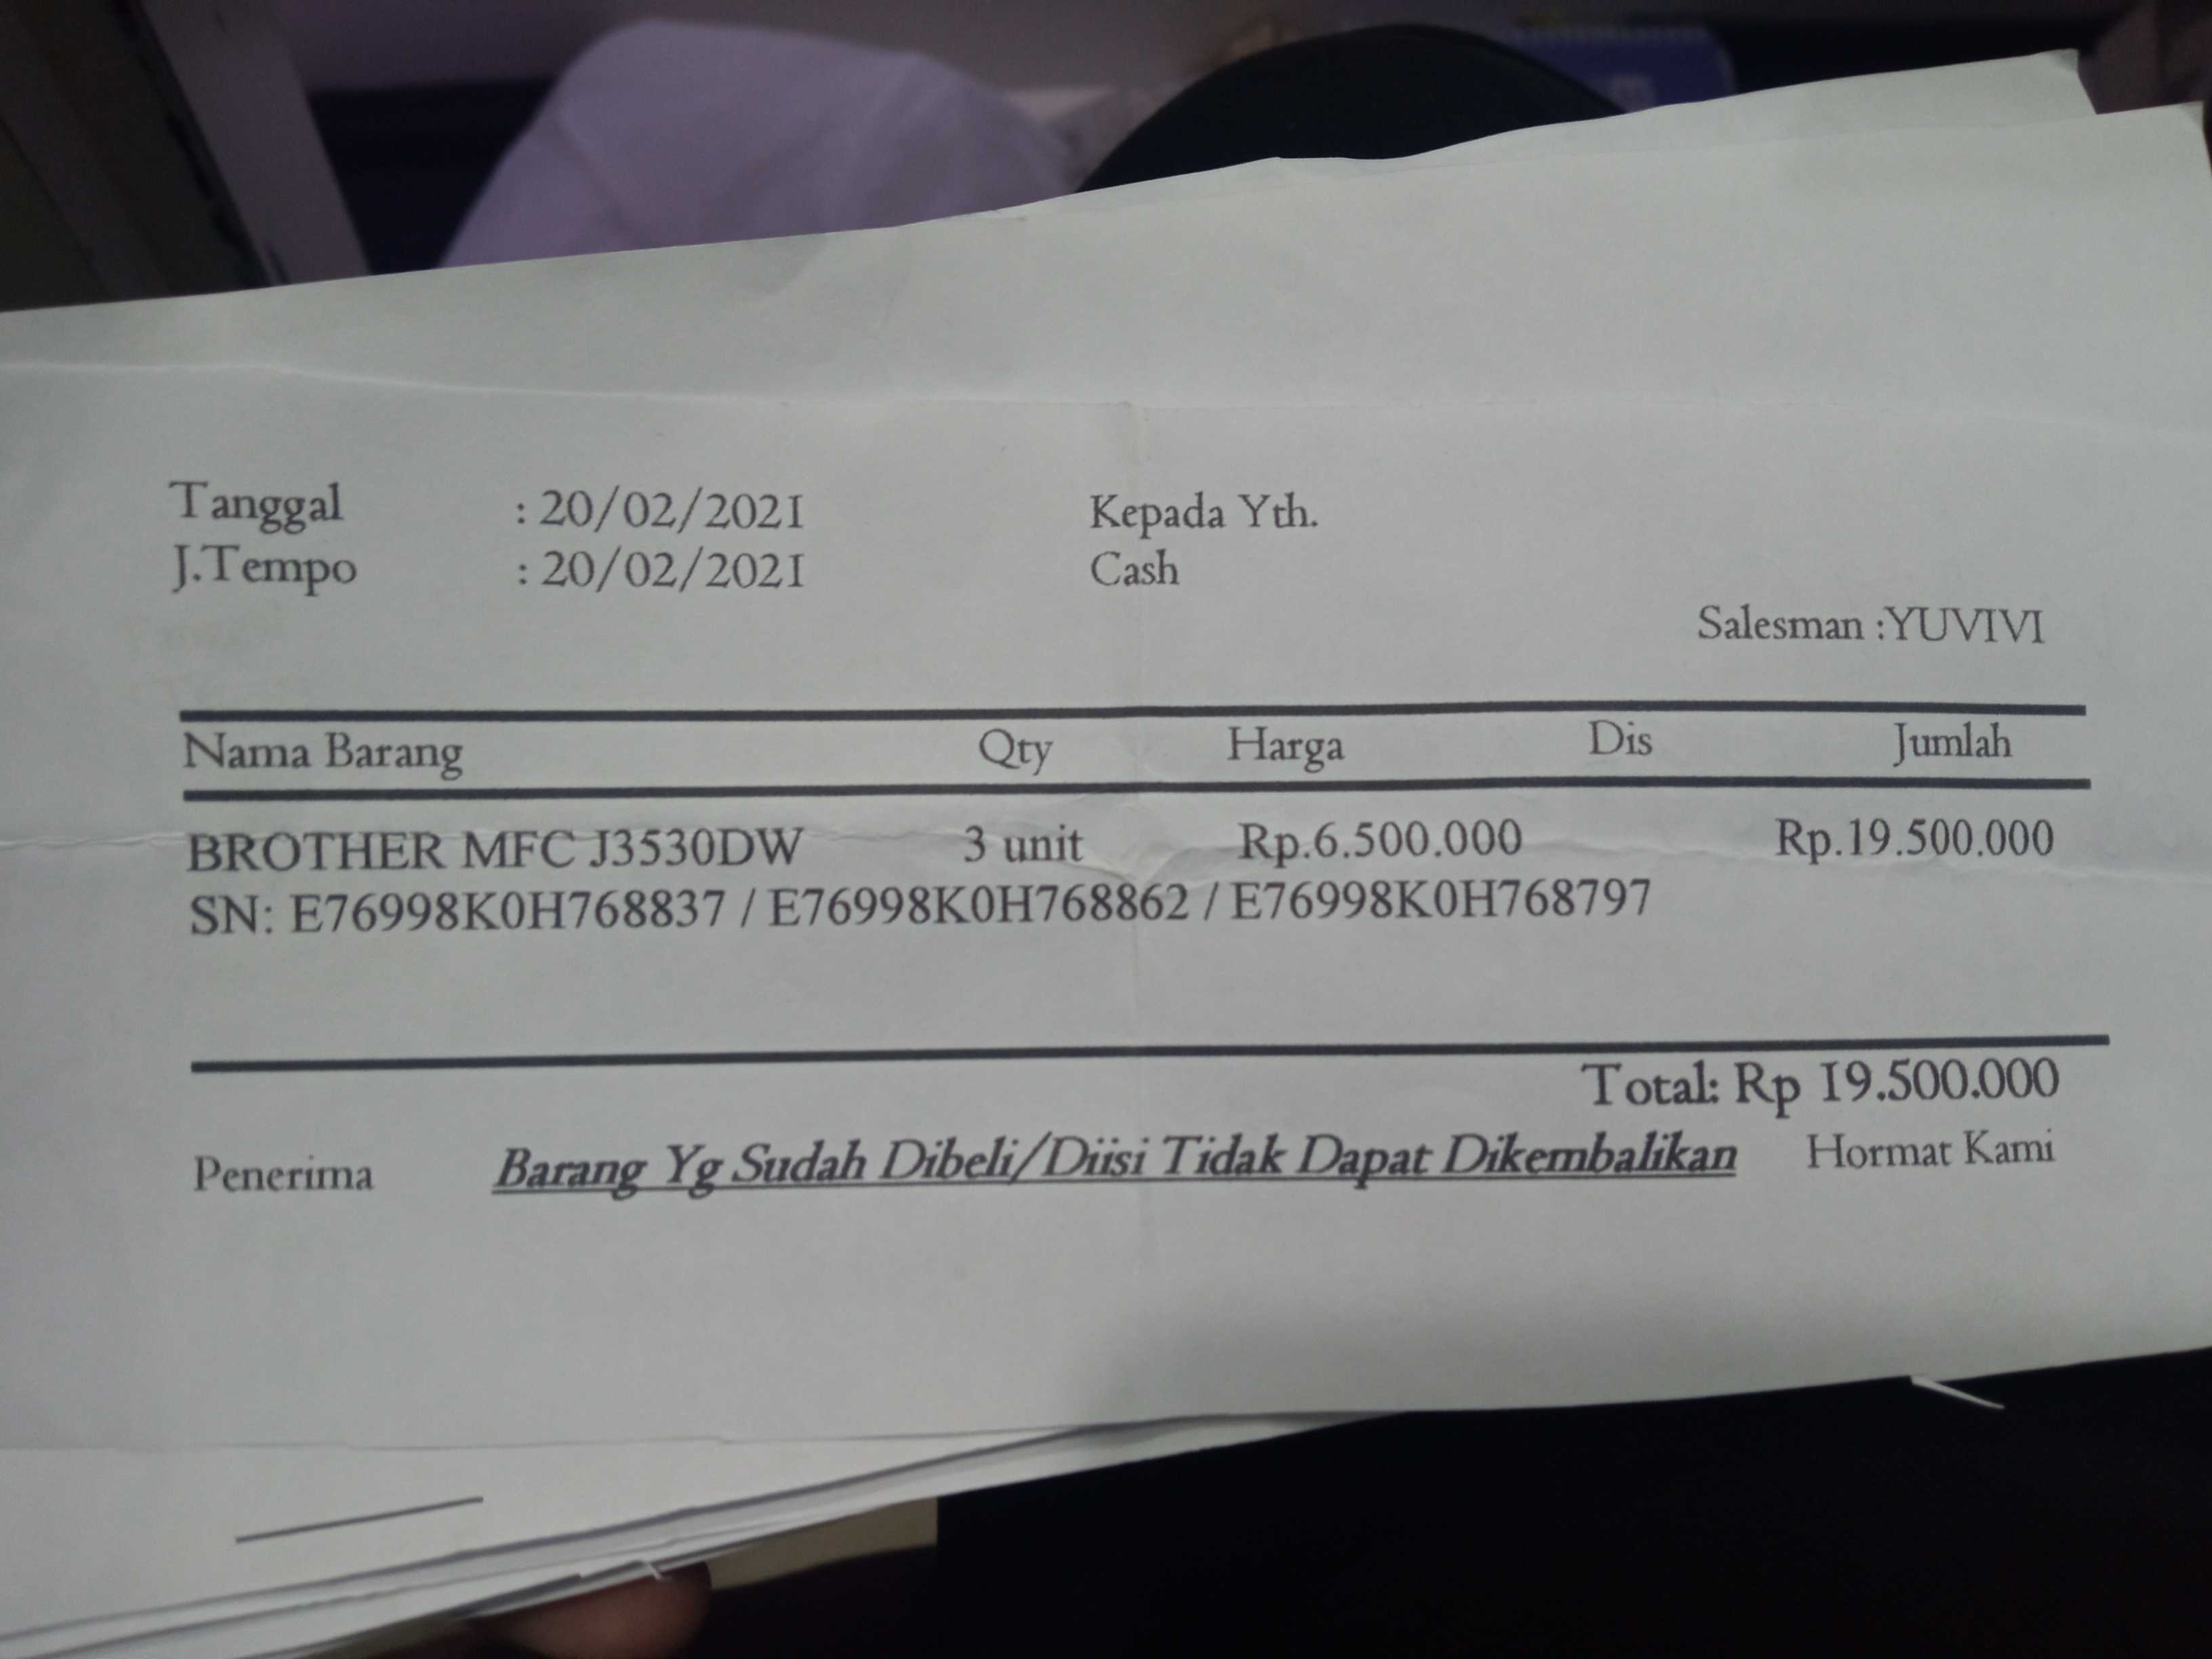 Tanggal : 20/02/2021 Kepada Yth.
J.Tempo : 20/02/2021 Cash
Salesman :YUVIVI
Nama Barang Qty Harga Dis Jumlah
BROTHER MFC J3530DW 3 unit Rp.6.500.000 Rp.19.500.000
SN: E76998K0H768837 / E76998K0H768862 / E76998K0H768797
Total: Rp 19.500.000
Penerima Barang Yg Sudah Dibeli/Diisi Tidak Dapat Dikembalikan Hormat Kami